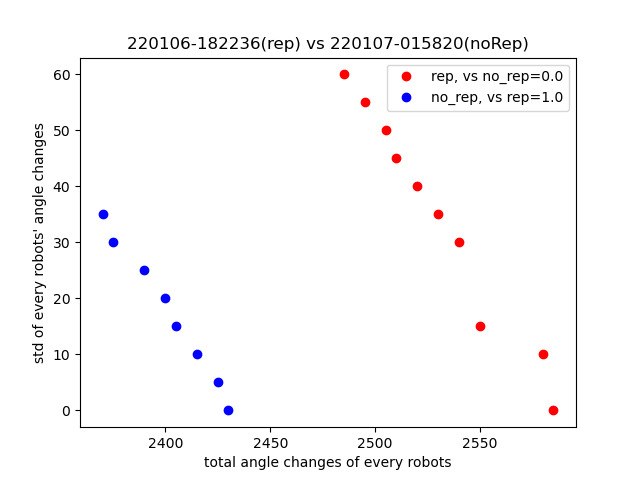 220106-182236(rep) vs 220107-015820(noRep)
rep, vs no_rep=0.0
no_rep, vs rep=1.0
std of every robots' angle changes
60
50
40
30
20
10
0
2400 2450 2500 2550
total angle changes of every robots